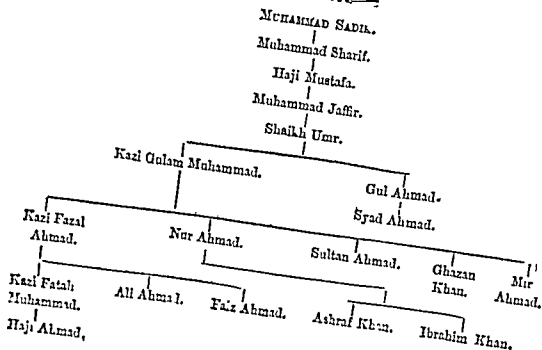 MUHAMMAD SADIK.
Muhammad Sharif.
Haji Mustafa.
Muhammad Jaffir.
Shaikh Umr.
Kazi Gulam Muhammad.
Gul Ahmad.
Syad Ahmad.
Kazi Fazal
Ahmad.
Nur Ahmad.
Sultan Ahmad.
Ghazan
Khan.
Mir
Ahmad.
Kazi Fatah
Muhammad.
Ali Ahmad.
Faiz Ahmad.
Ashraf Khan.
Ibrahim Khan.
Haji Ahmad.